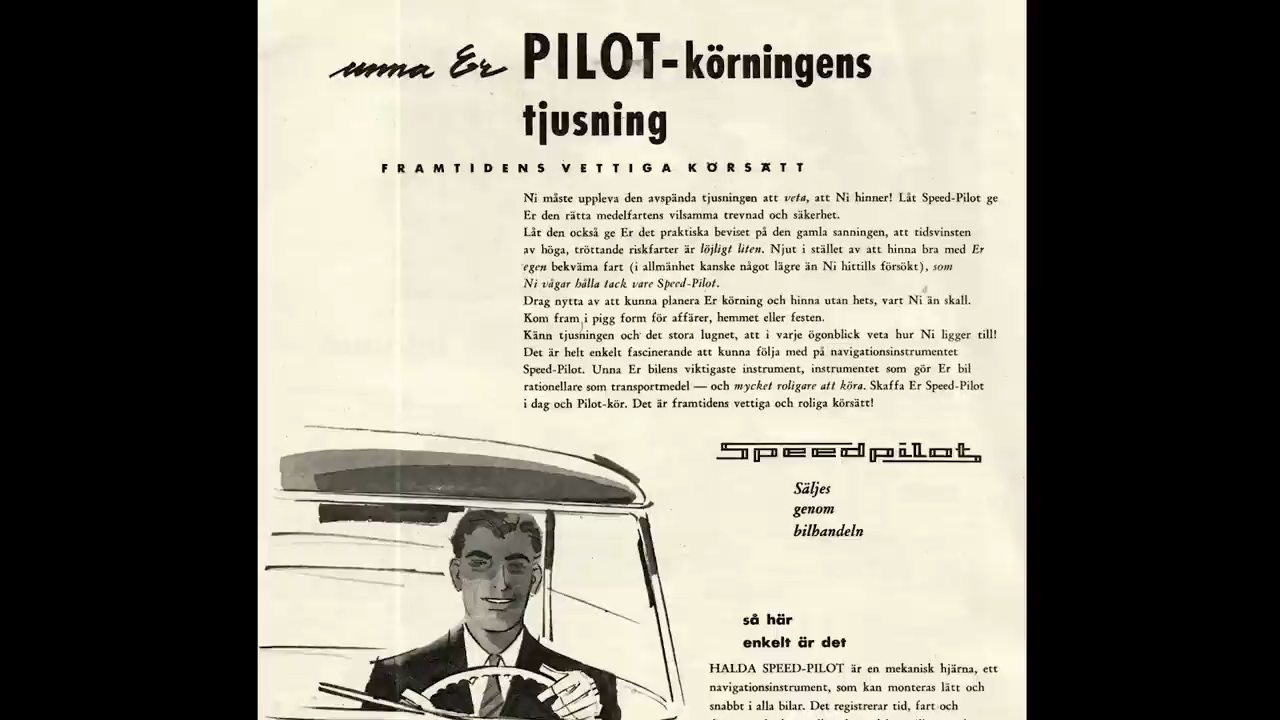 unna Er PILOT-körningens
tjusning
FRAMTIDENS VETTIGA KÖRSÄTT
Ni måste uppleva den avspända tjusningen att veta, att Ni hinner! Låt Speed-Pilot ge
Er den rätta medelfartens vilsamma trevnad och säkerhet.
Låt den också ge Er det praktiska beviset på den gamla sanningen, att tidsvinsten
av höga, tröttande riskfarter är löjligt liten. Njut i stället av att hinna bra med Er
egen bekväma fart (i allmänhet kanske något lägre än Ni hittills försökt), som
Ni vågar hålla tack vare Speed-Pilot.
Drag nytta av att kunna planera Er körning och hinna utan hets, vart Ni än skall.
Kom fram i pigg form för affärer, hemmet eller festen.
Känn tjusningen och det stora lugnet, att i varje ögonblick veta hur Ni ligger till!
Det är helt enkelt fascinerande att kunna följa med på navigationsinstrumentet
Speed-Pilot. Unna Er bilens viktigaste instrument, instrumentet som gör Er bil
rationellare som transportmedel — och mycket roligare att köra. Skaffa Er Speed-Pilot
i dag och Pilot-kör. Det är framtidens vettiga och roliga körsätt!
Speedpilot
Säljes
genom
bilhandeln
så här
enkelt är det
HALDA SPEED-PILOT är en mekanisk hjärna, ett
navigationsinstrument, som kan monteras lätt och
snabbt i alla bilar. Det registrerar tid, fart och